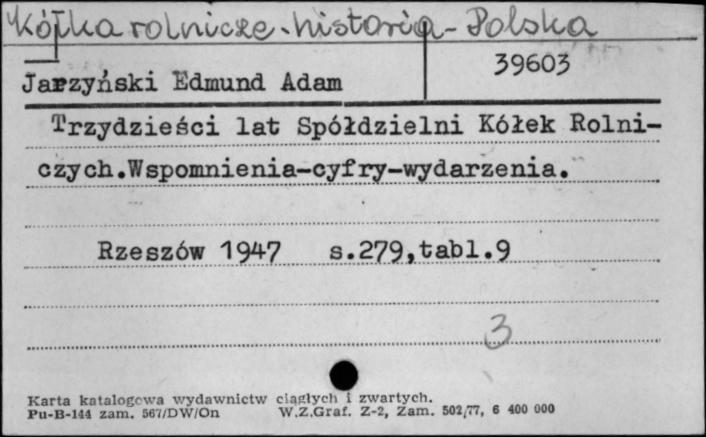 Kółka rolnicze - historia - Polska
39603
Jarzyński Edmund Adam
Trzydzieści lat Spółdzielni Kółek Rolni-
czych.Wspomnienia-cyfry-wydarzenia.
Rzeszów 1947 s.279,tabl.9
3
Karta katalogowa wydawnictw ciągłych i zwartych.
Pu-B-144 zam. 567/DW/On W.Z.Graf. Z-2, Zam. 502/77, 6 400 000